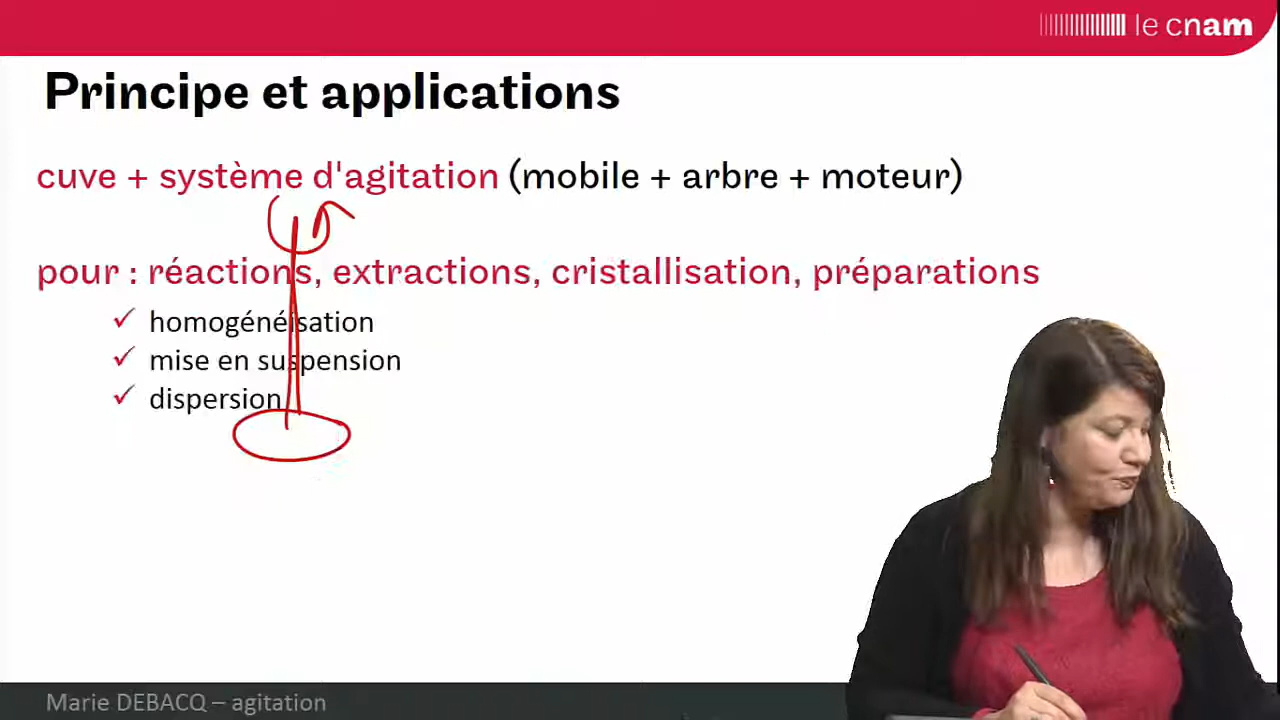 le cnam
Principe et applications
cuve + système d'agitation (mobile + arbre + moteur)
pour : réactions, extractions, cristallisation, préparations
✓ homogénéisation
✓ mise en suspension
✓ dispersion
Marie DEBACQ – agitation